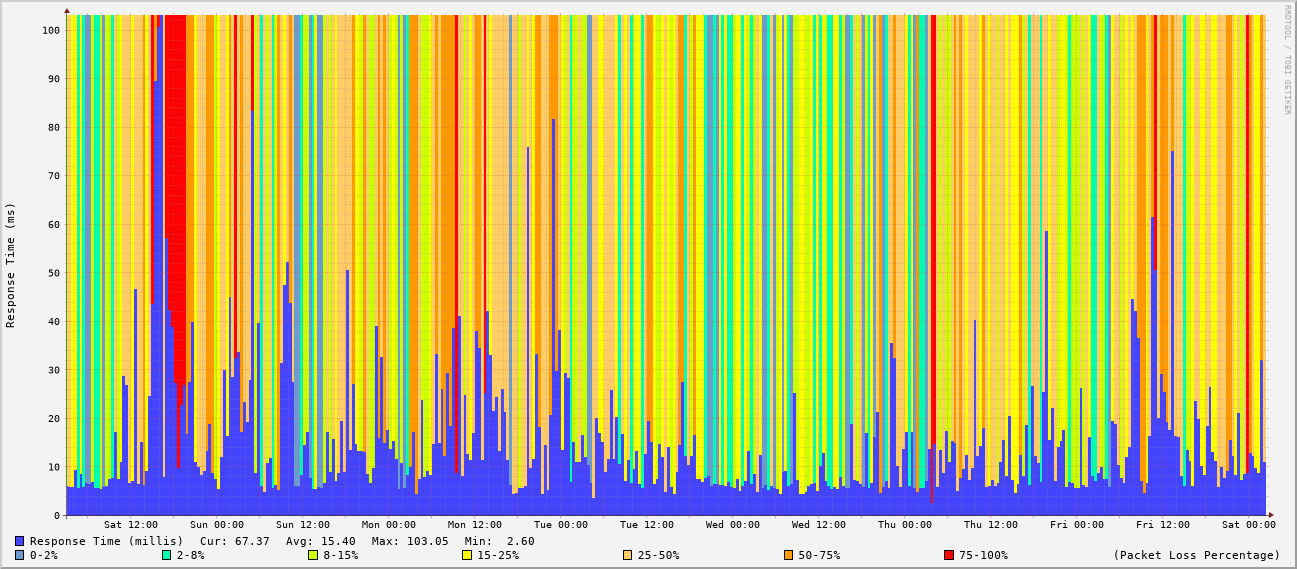 RRDTOOL / TOBI OETIKER
Response Time (ms)
100
90
80
70
60
50
40
30
20
10
0
Sat 12:00 Sun 00:00 Sun 12:00 Mon 00:00 Mon 12:00 Tue 00:00 Tue 12:00 Wed 00:00 Wed 12:00 Thu 00:00 Thu 12:00 Fri 00:00 Fri 12:00 Sat 00:00
Response Time (millis) Cur: 67.37 Avg: 15.40 Max: 103.05 Min: 2.60
0-2% 2-8% 8-15% 15-25% 25-50% 50-75% 75-100% (Packet Loss Percentage)